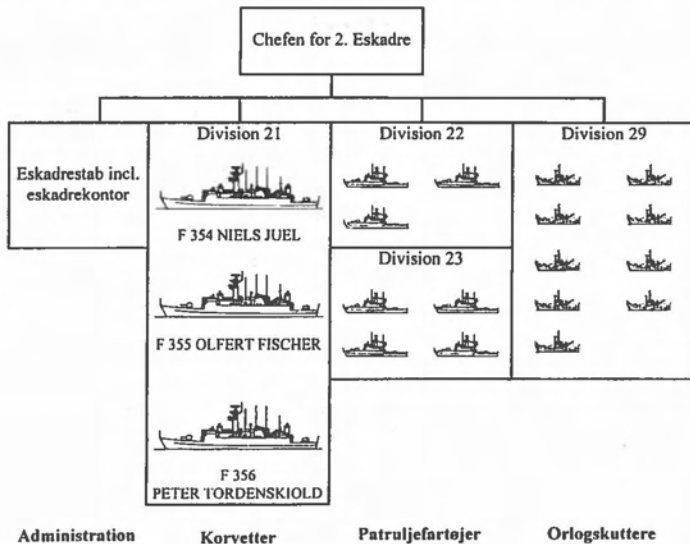 Chefen for 2. Eskadre
Eskadrestab incl.
eskadrekontor
Division 21
F 354 NIELS JUEL
F 355 OLFERT FISCHER
F 356
PETER TORDENSKIOLD
Division 22
Division 23
Division 29
Administration
Korvetter
Patruljefartøjer
Orlogskuttere